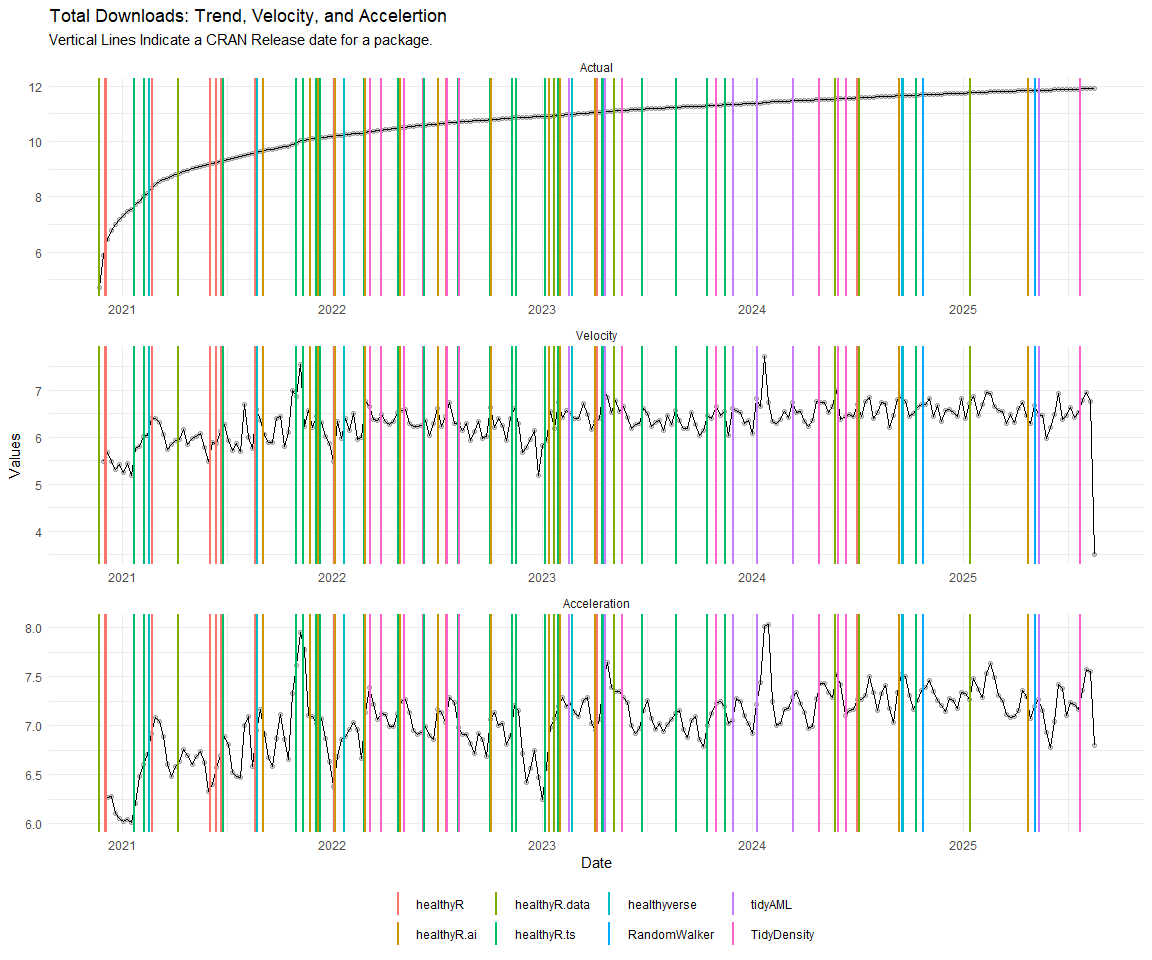 Total Downloads: Trend, Velocity, and Accelertion
Vertical Lines Indicate a CRAN Release date for a package.
Actual
12
10
8
6
2021 2022 2023 2024 2025
Velocity
7
6
5
4
2021 2022 2023 2024 2025
Values
Acceleration
8.0
7.5
7.0
6.5
6.0
2021 2022 2023 2024 2025
Date
healthyR healthyR.data healthyverse tidyAML
healthyR.ai healthyR.ts RandomWalker TidyDensity